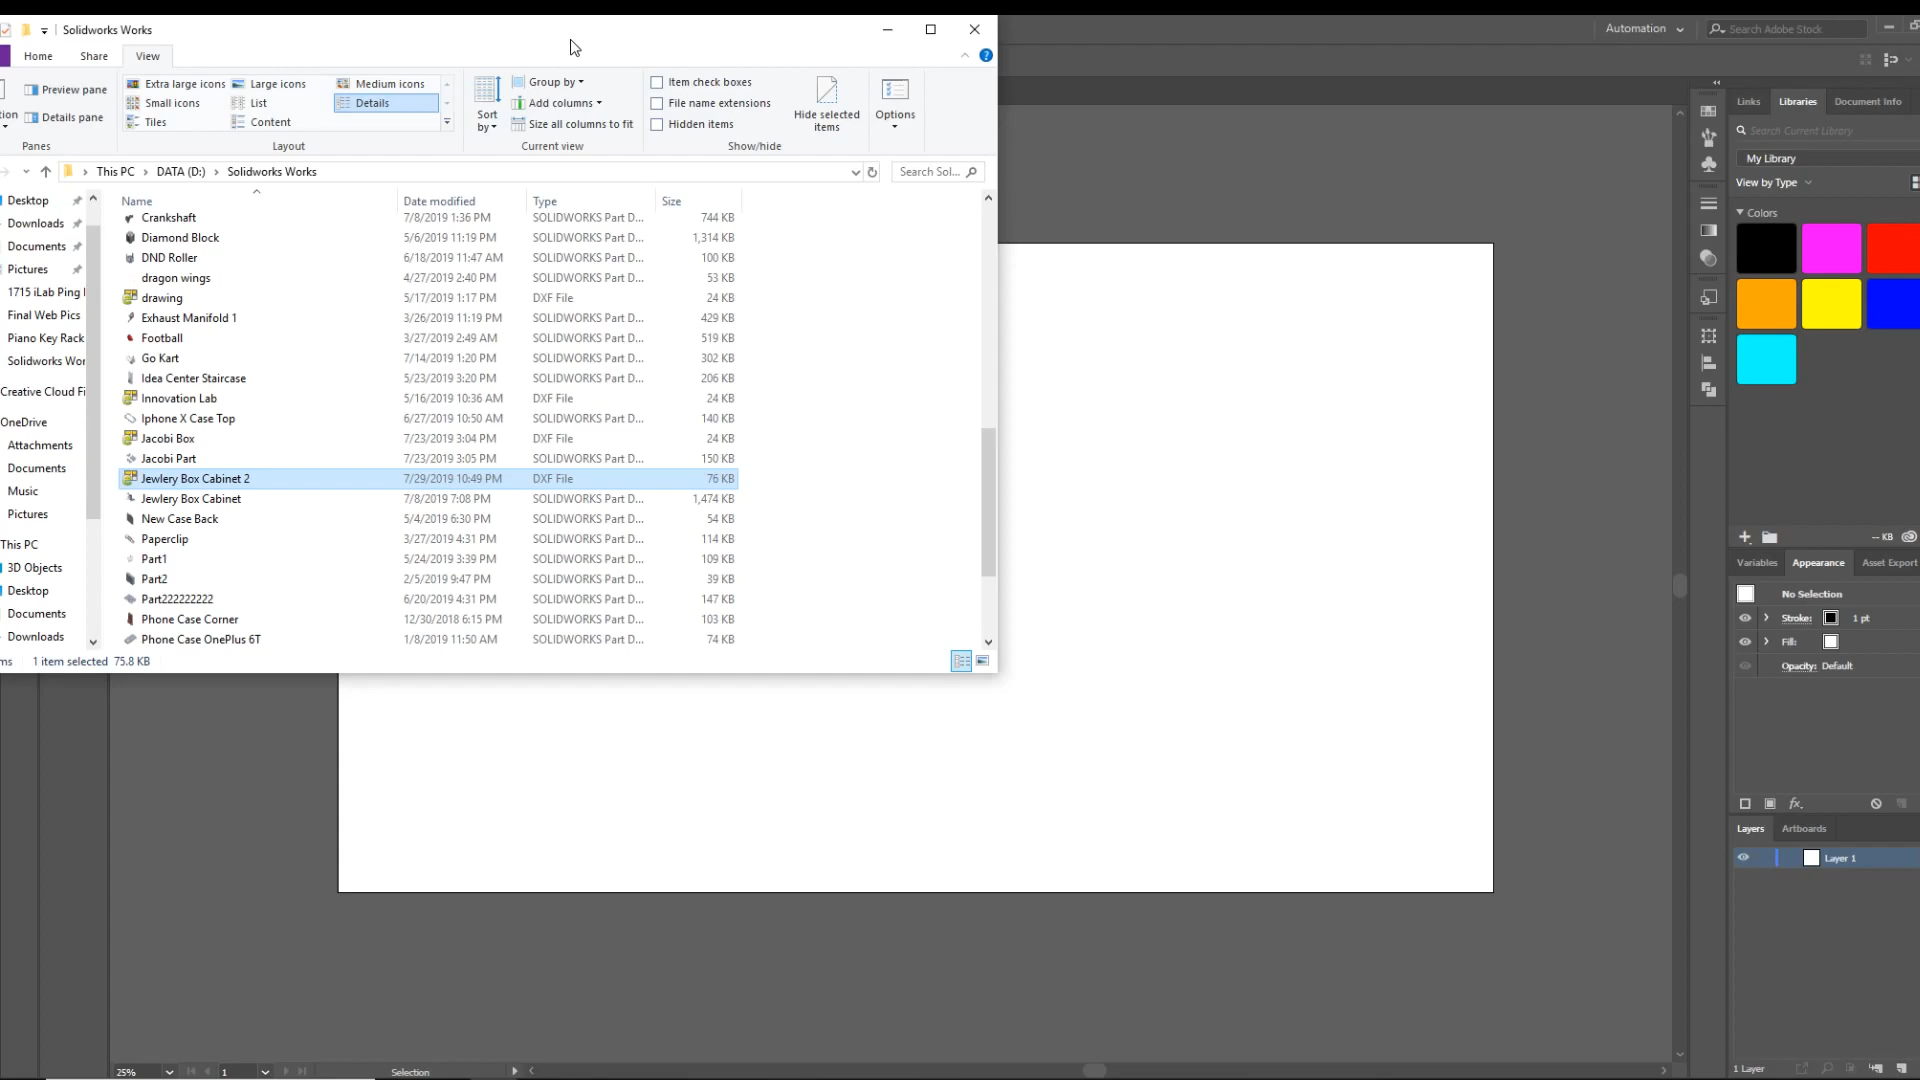 Solidworks Works
Home Share View
Preview pane
Details pane
Panes
Extra large icons Large icons Medium icons
Small icons List Details
Tiles Content
Layout
Sort by
Group by
Add columns
Size all columns to fit
Current view
Item check boxes
File name extensions
Hidden items
Hide selected items
Show/hide
Options
This PC > DATA (D:) > Solidworks Works
Search Sol...
Desktop
Downloads
Documents
Pictures
1715 iLab Ping
Final Web Pics
Piano Key Rack
Solidworks Wor
Creative Cloud Fi
OneDrive
Attachments
Documents
Music
Pictures
This PC
3D Objects
Desktop
Documents
Downloads
Name Date modified Type Size
Crankshaft 7/8/2019 1:36 PM SOLIDWORKS Part D... 744 KB
Diamond Block 5/6/2019 11:19 PM SOLIDWORKS Part D... 1,314 KB
DND Roller 6/18/2019 11:47 AM SOLIDWORKS Part D... 100 KB
dragon wings 4/27/2019 2:40 PM SOLIDWORKS Part D... 53 KB
drawing 5/17/2019 1:17 PM DXF File 24 KB
Exhaust Manifold 1 3/26/2019 11:19 PM SOLIDWORKS Part D... 429 KB
Football 3/27/2019 2:49 AM SOLIDWORKS Part D... 519 KB
Go Kart 7/14/2019 1:20 PM SOLIDWORKS Part D... 302 KB
Idea Center Staircase 5/23/2019 3:20 PM SOLIDWORKS Part D... 206 KB
Innovation Lab 5/16/2019 10:36 AM DXF File 24 KB
Iphone X Case Top 6/27/2019 10:50 AM SOLIDWORKS Part D... 140 KB
Jacobi Box 7/23/2019 3:04 PM DXF File 24 KB
Jacobi Part 7/23/2019 3:05 PM SOLIDWORKS Part D... 150 KB
Jewlery Box Cabinet 2 7/29/2019 10:49 PM DXF File 76 KB
Jewlery Box Cabinet 7/8/2019 7:08 PM SOLIDWORKS Part D... 1,474 KB
New Case Back 5/4/2019 6:30 PM SOLIDWORKS Part D... 54 KB
Paperclip 3/27/2019 4:31 PM SOLIDWORKS Part D... 114 KB
Part1 5/24/2019 3:39 PM SOLIDWORKS Part D... 109 KB
Part2 2/5/2019 9:47 PM SOLIDWORKS Part D... 39 KB
Part222222222 6/20/2019 4:31 PM SOLIDWORKS Part D... 147 KB
Phone Case Corner 12/30/2018 6:15 PM SOLIDWORKS Part D... 103 KB
Phone Case OnePlus 6T 1/8/2019 11:50 AM SOLIDWORKS Part D... 74 KB
ms 1 item selected 75.8 KB
Automation
Search Adobe Stock
Links Libraries Document Info
Search Current Library
My Library
View by Type
Colors
-- KB
Variables Appearance Asset Export
No Selection
Stroke: 1 pt
Fill:
Opacity: Default
fx.
Layers Artboards
Layer 1
1 Layer
25% 1 Selection